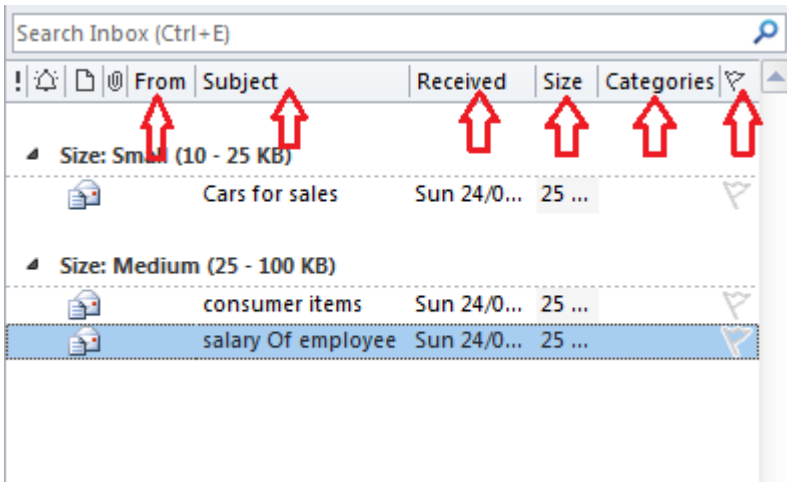 Search Inbox (Ctrl+E)
! From Subject Received Size Categories
Size: Small (10 - 25 KB)
Cars for sales Sun 24/0... 25 ...
Size: Medium (25 - 100 KB)
consumer items Sun 24/0... 25 ...
salary Of employee Sun 24/0... 25 ...